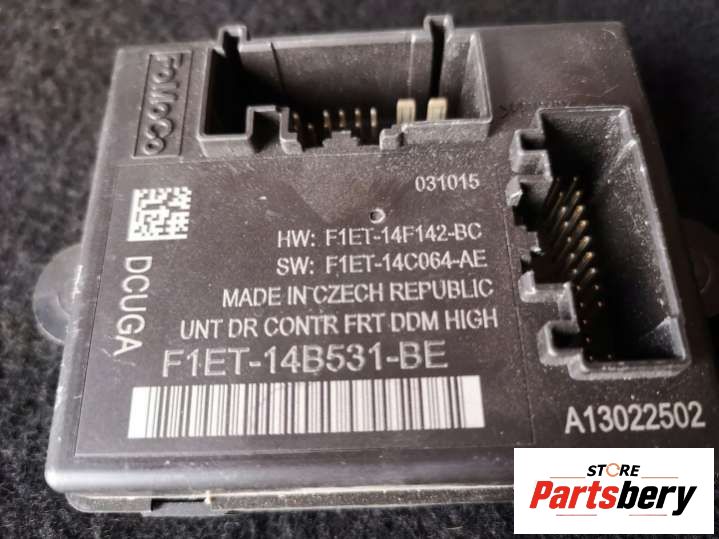 FoMoCo
031015
HW: F1ET-14F142-BC
SW: F1ET-14C064-AE
MADE IN CZECH REPUBLIC
UNT DR CONTR FRT DDM HIGH
F1ET-14B531-BE
DCUGA
A13022502
STORE
Partsbery